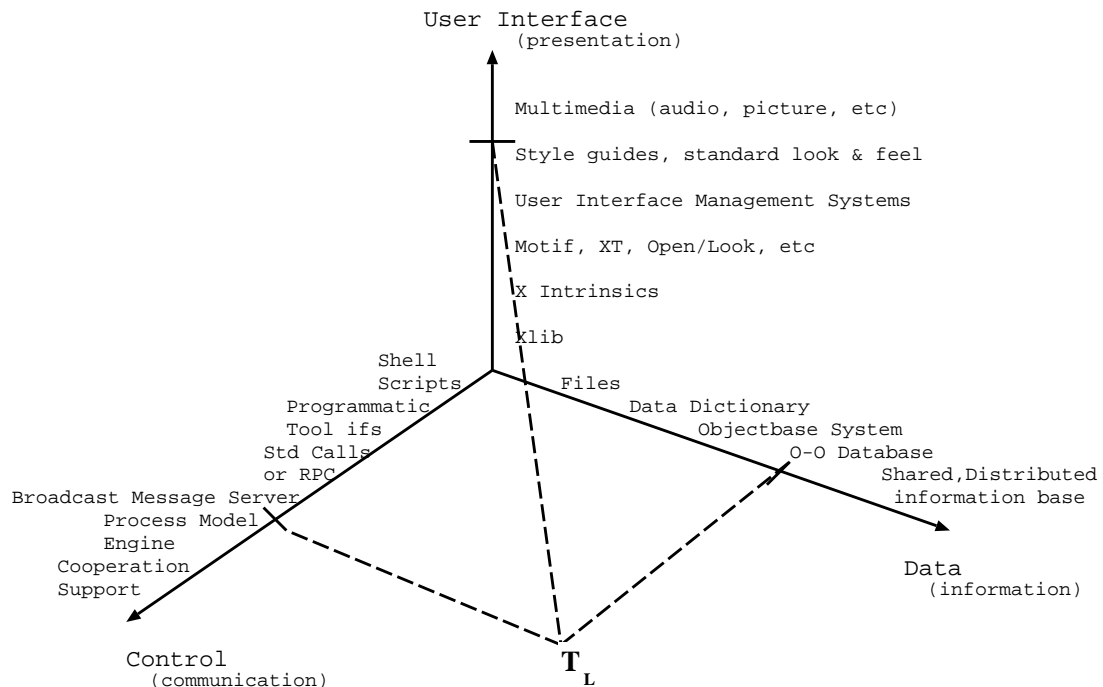 User Interface
(presentation)
Multimedia (audio, picture, etc)
Style guides, standard look & feel
User Interface Management Systems
Motif, XT, Open/Look, etc
X Intrinsics
Xlib
Shell
Scripts
Programmatic
Tool ifs
Std Calls
or RPC
Broadcast Message Server
Process Model
Engine
Cooperation
Support
Control
(communication)
Files
Data Dictionary
Objectbase System
O-O Database
Shared,Distributed
information base
Data
(information)
T L